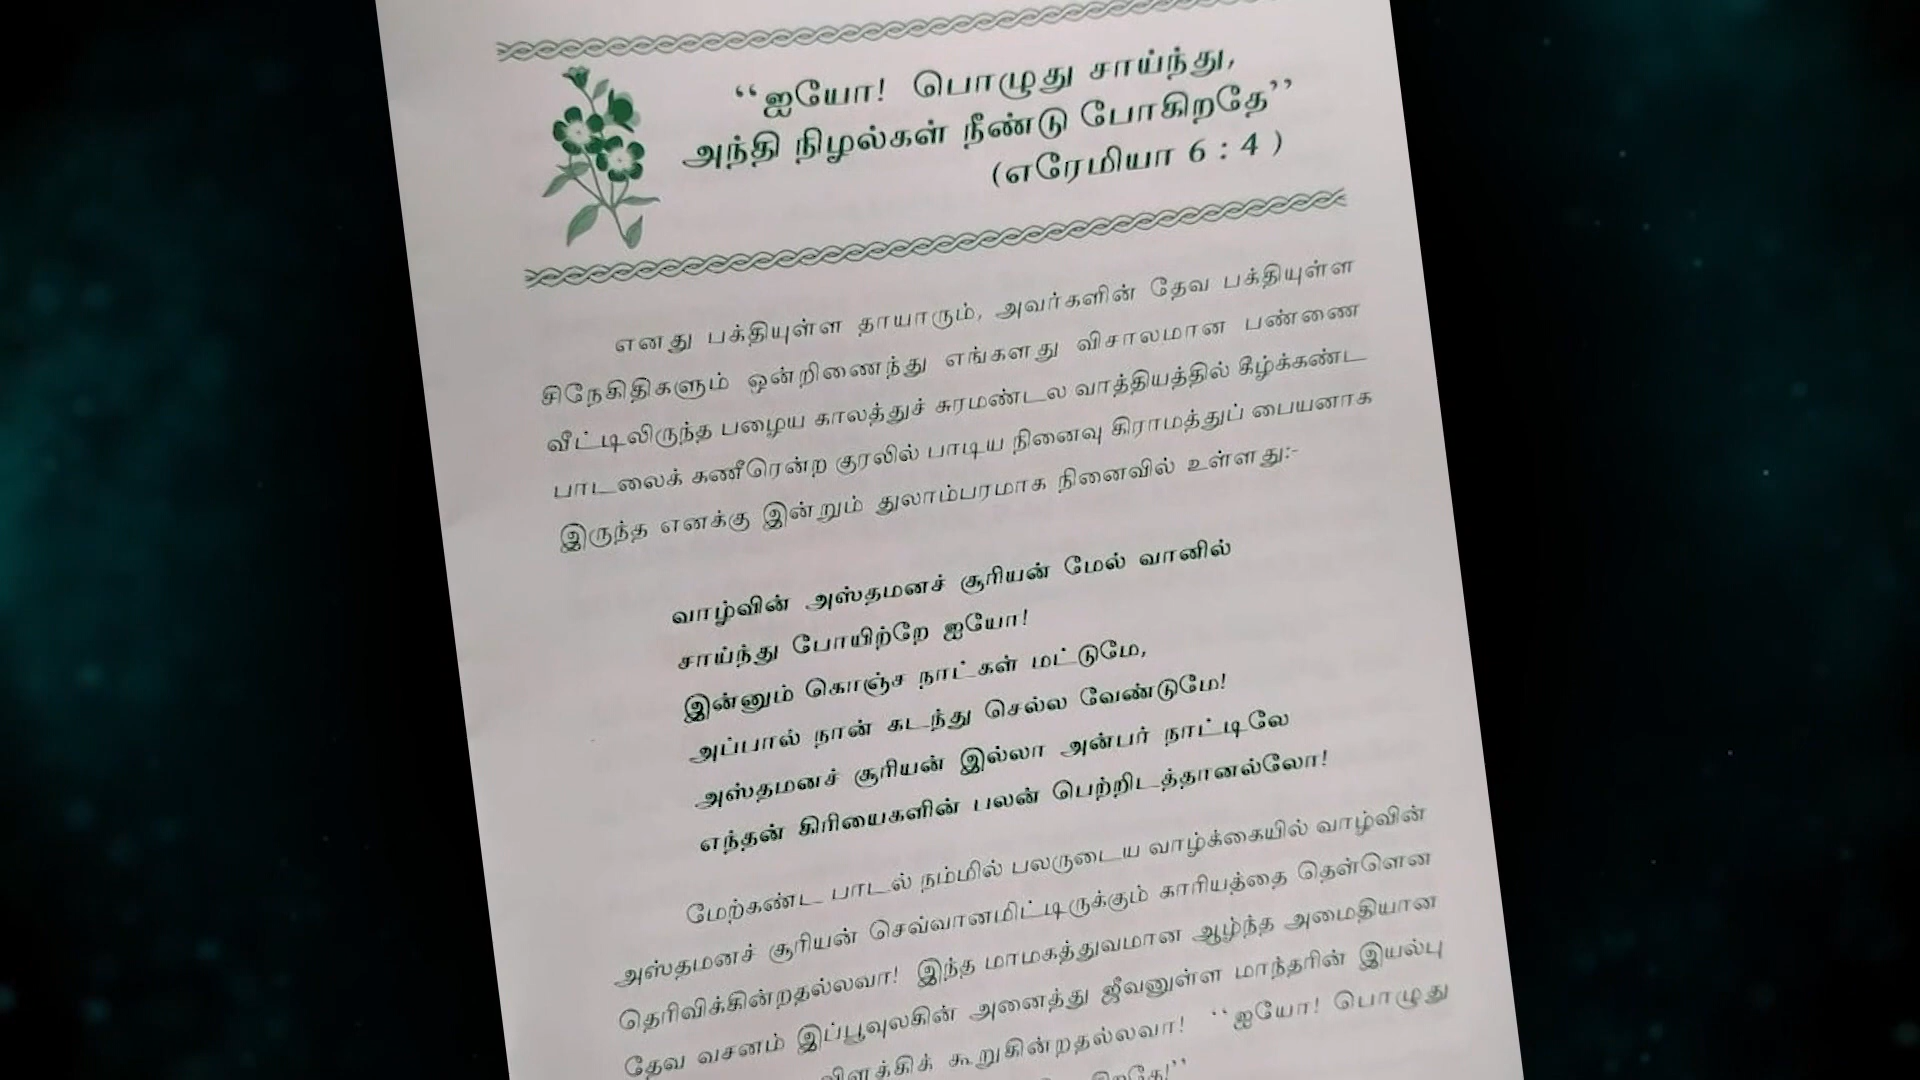 “ஐயோ! பொழுது சாய்ந்து,
அந்தி நிழல்கள் நீண்டு போகிறதே”
(எரேமியா 6 : 4 )
எனது பக்தியுள்ள தாயாரும், அவர்களின் தேவ பக்தியுள்ள
சிநேகிதிகளும் ஒன்றிணைந்து எங்களது விசாலமான பண்ணை
வீட்டிலிருந்த பழைய காலத்துச் சுரமண்டல வாத்தியத்தில் கீழ்க்கண்ட
பாடலைக் கணீரென்ற குரலில் பாடிய நினைவு கிராமத்துப் பையனாக
இருந்த எனக்கு இன்றும் துலாம்பரமாக நினைவில் உள்ளது:-
வாழ்வின் அஸ்தமனச் சூரியன் மேல் வானில்
சாய்ந்து போயிற்றே ஐயோ!
இன்னும் கொஞ்ச நாட்கள் மட்டுமே,
அப்பால் நான் கடந்து செல்ல வேண்டுமே!
அஸ்தமனச் சூரியன் இல்லா அன்பர் நாட்டிலே
எந்தன் கிரியைகளின் பலன் பெற்றிடத்தானல்லோ!
மேற்கண்ட பாடல் நம்மில் பலருடைய வாழ்க்கையில் வாழ்வின்
அஸ்தமனச் சூரியன் செவ்வானமிட்டிருக்கும் காரியத்தை தெள்ளென
தெரிவிக்கின்றதல்லவா! இந்த மாமகத்துவமான ஆழ்ந்த அமைதியான
தேவ வசனம் இப்பூவுலகின் அனைத்து ஜீவனுள்ள மாந்தரின் இயல்பு
கூறுகின்றதல்லவா! “ஐயோ! பொழுது